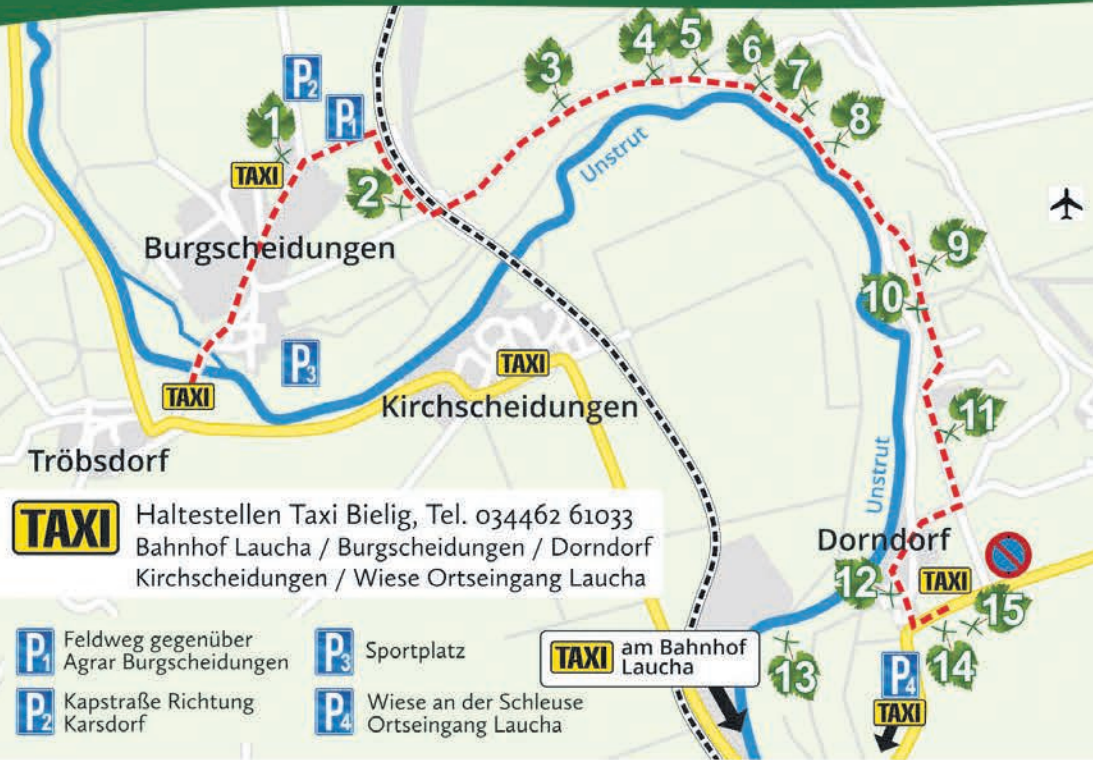 P2
P1
1
TAXI
2
3
4
5
6
7
8
9
10
11
Unstrut
Burgscheidungen
P3
TAXI
TAXI
Kirchscheidungen
Tröbsdorf
Unstrut
Dorndorf
12
TAXI
15
13
14
P4
TAXI
TAXI am Bahnhof
Laucha
TAXI
Haltestellen Taxi Bielig, Tel. 034462 61033
Bahnhof Laucha / Burgscheidungen / Dorndorf
Kirchscheidungen / Wiese Ortseingang Laucha
P1 Feldweg gegenüber
Agrar Burgscheidungen
P2 Kapstraße Richtung
Karsdorf
P3 Sportplatz
P4 Wiese an der Schleuse
Ortseingang Laucha